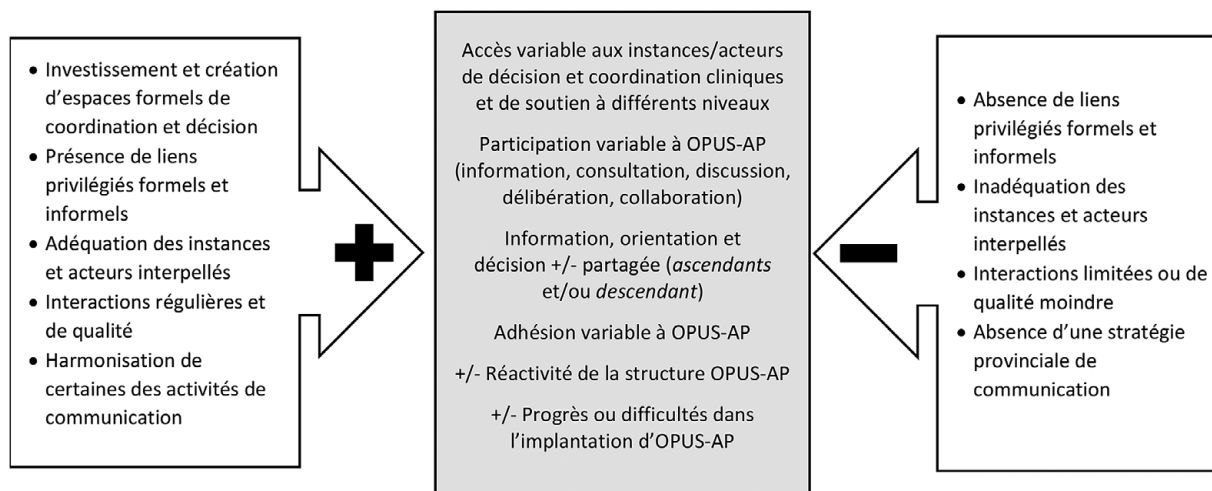 • Investissement et création
d'espaces formels de
coordination et décision
• Présence de liens
privilégiés formels et
informels
• Adéquation des instances
et acteurs interpellés
• Interactions régulières et
de qualité
• Harmonisation de
certaines des activités de
communication
Accès variable aux instances/acteurs
de décision et coordination cliniques
et de soutien à différents niveaux
Participation variable à OPUS-AP
(information, consultation, discussion,
délibération, collaboration)
Information, orientation et
décision +/- partagée (ascendants
et/ou descendant)
Adhésion variable à OPUS-AP
+/- Réactivité de la structure OPUS-AP
+/- Progrès ou difficultés dans
l'implantation d'OPUS-AP
• Absence de liens
privilégiés formels et
informels
• Inadéquation des
instances et acteurs
interpellés
• Interactions limitées ou de
qualité moindre
• Absence d'une stratégie
provinciale de
communication